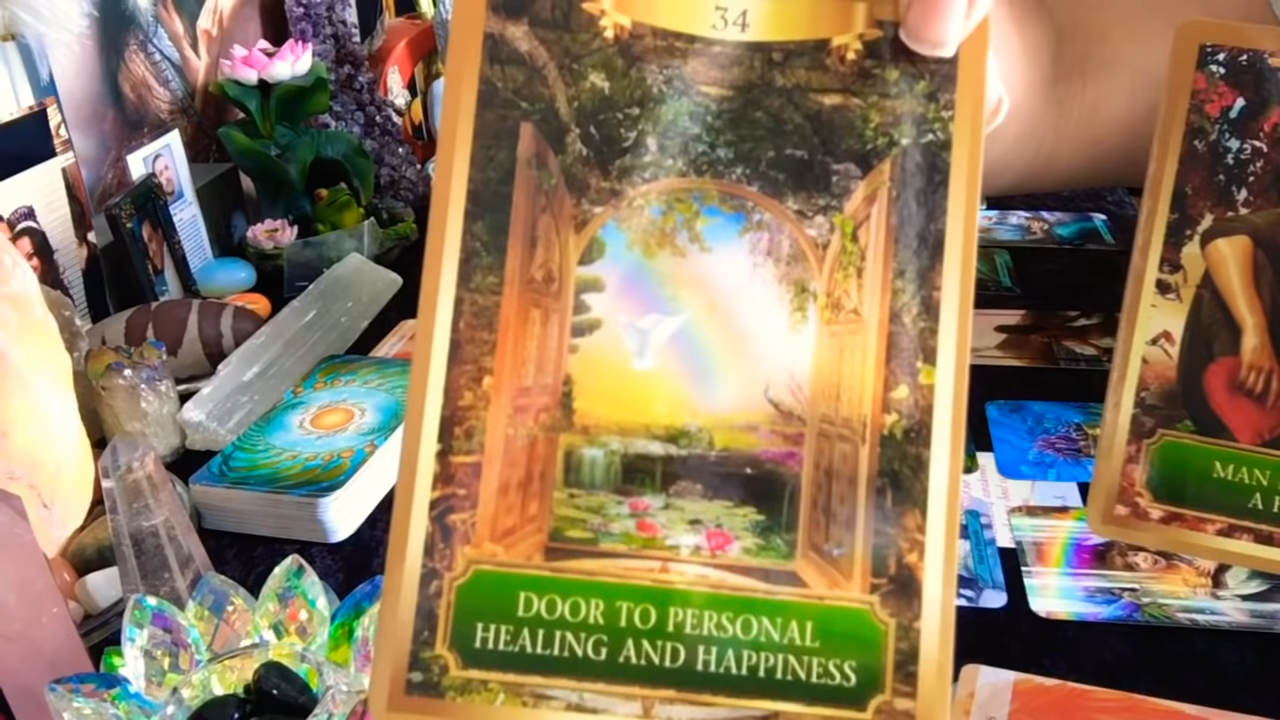 34
DOOR TO PERSONAL
HEALING AND HAPPINESS
MAN
A